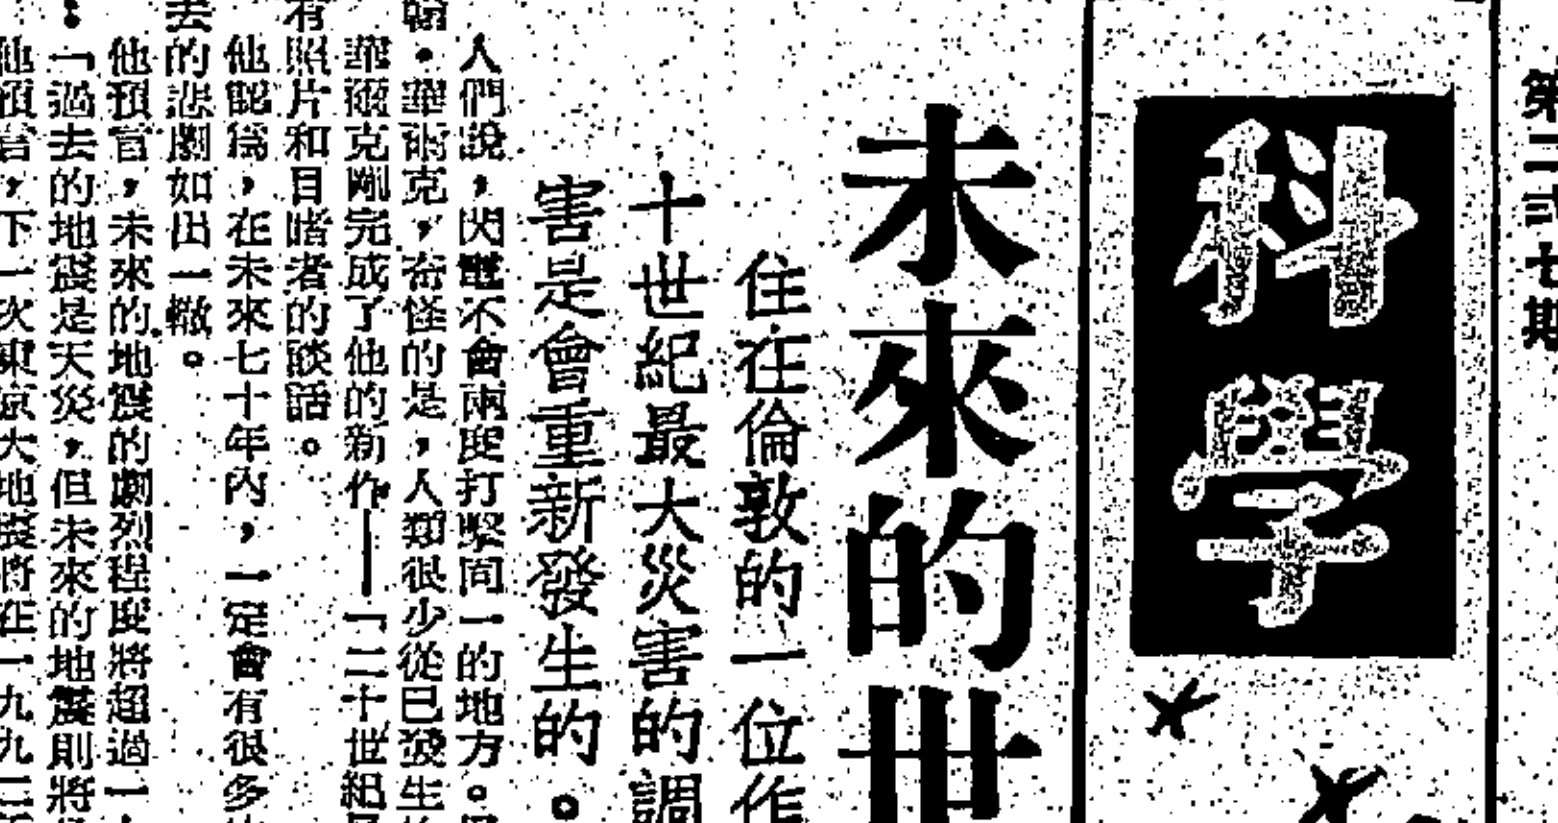 第二弍七期
科學
未來的世
住在倫敦的一位作
十世紀最大災害的調
害是會重新發生的。
人們說，閃電不會兩度打擊同一的地方。
翰·華爾克，奇怪的是，人類很少從已發生
華爾克剛完成了他的新作——「二十世紀
有照片和目睹者的談話。
他認爲，在未來七十年內，一定會有很多
去的悲劇如出一轍。
他預言，未來的地震的劇烈程度將超過一
：「過去的地震是天災，但未來的地震則將
他預言，下一次東京大地震將在一九九二